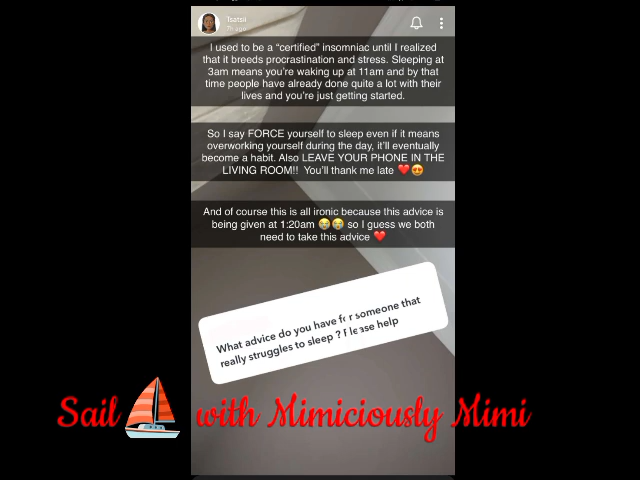 Tsatsii
7h ago
I used to be a “certified” insomniac until I realized
that it breeds procrastination and stress. Sleeping at
3am means you’re waking up at 11am and by that
time people have already done quite a lot with their
lives and you’re just getting started.
So I say FORCE yourself to sleep even if it means
overworking yourself during the day, it’ll eventually
become a habit. Also LEAVE YOUR PHONE IN THE
LIVING ROOM!! You’ll thank me late ❤️😍
And of course this is all ironic because this advice is
being given at 1:20am 😭😭 so I guess we both
need to take this advice ❤️
What advice do you have for someone that
really struggles to sleep ? Please help
Sail ⛵ with Mimiciously Mimi